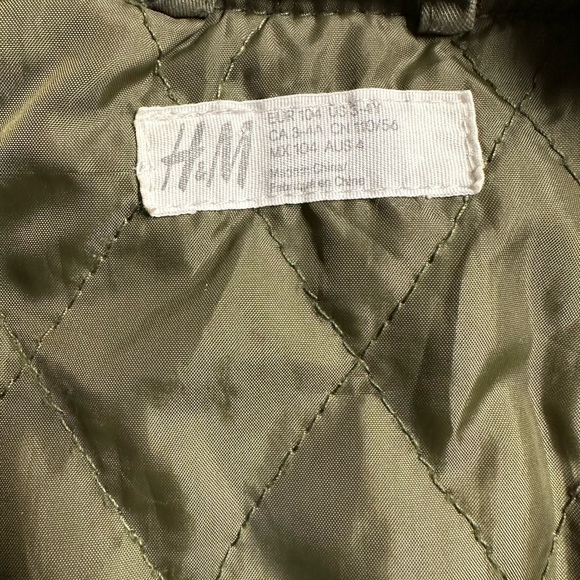 H&M
EUR 104 US 3-4Y
CA 3-4A CN 110/56
MX 104 AUS 4
Made in China/
Fabriqué en Chine